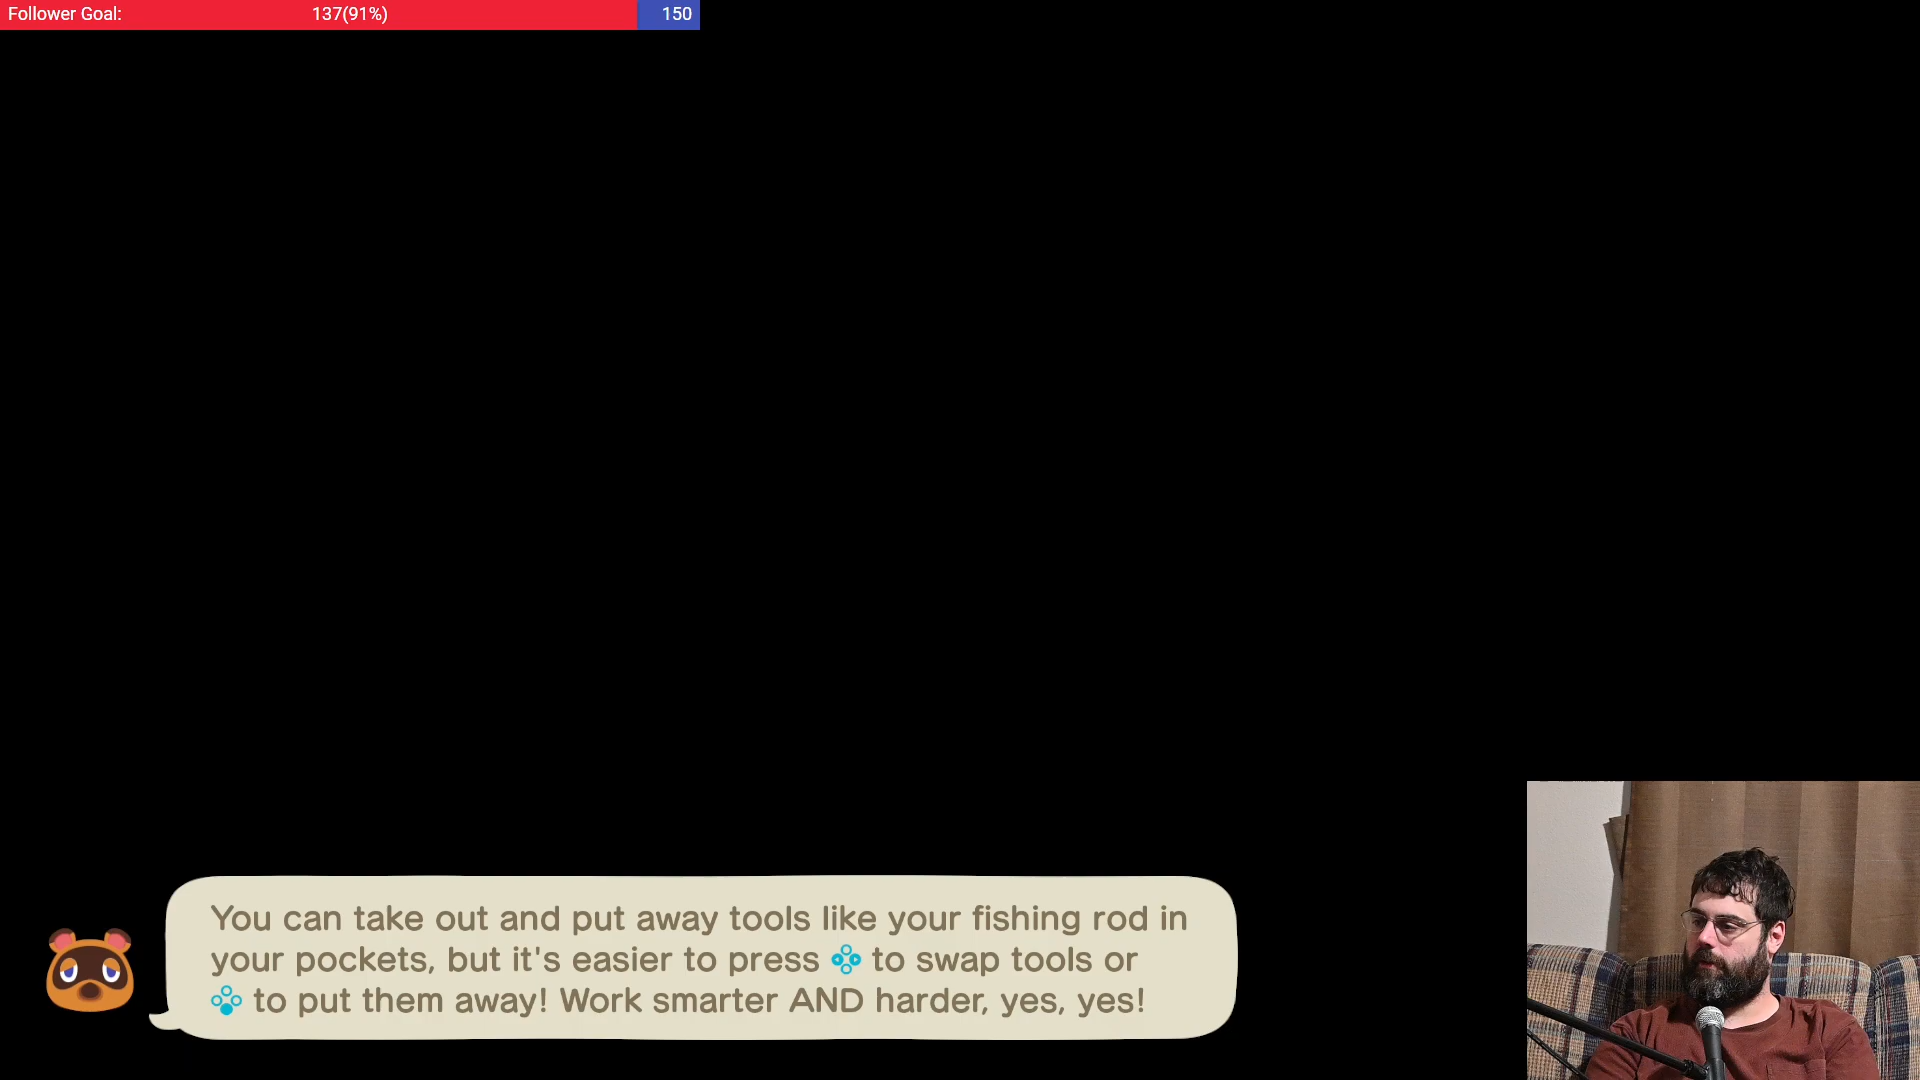 Follower Goal: 137(91%) 150
You can take out and put away tools like your fishing rod in
your pockets, but it's easier to press to swap tools or
to put them away! Work smarter AND harder, yes, yes!